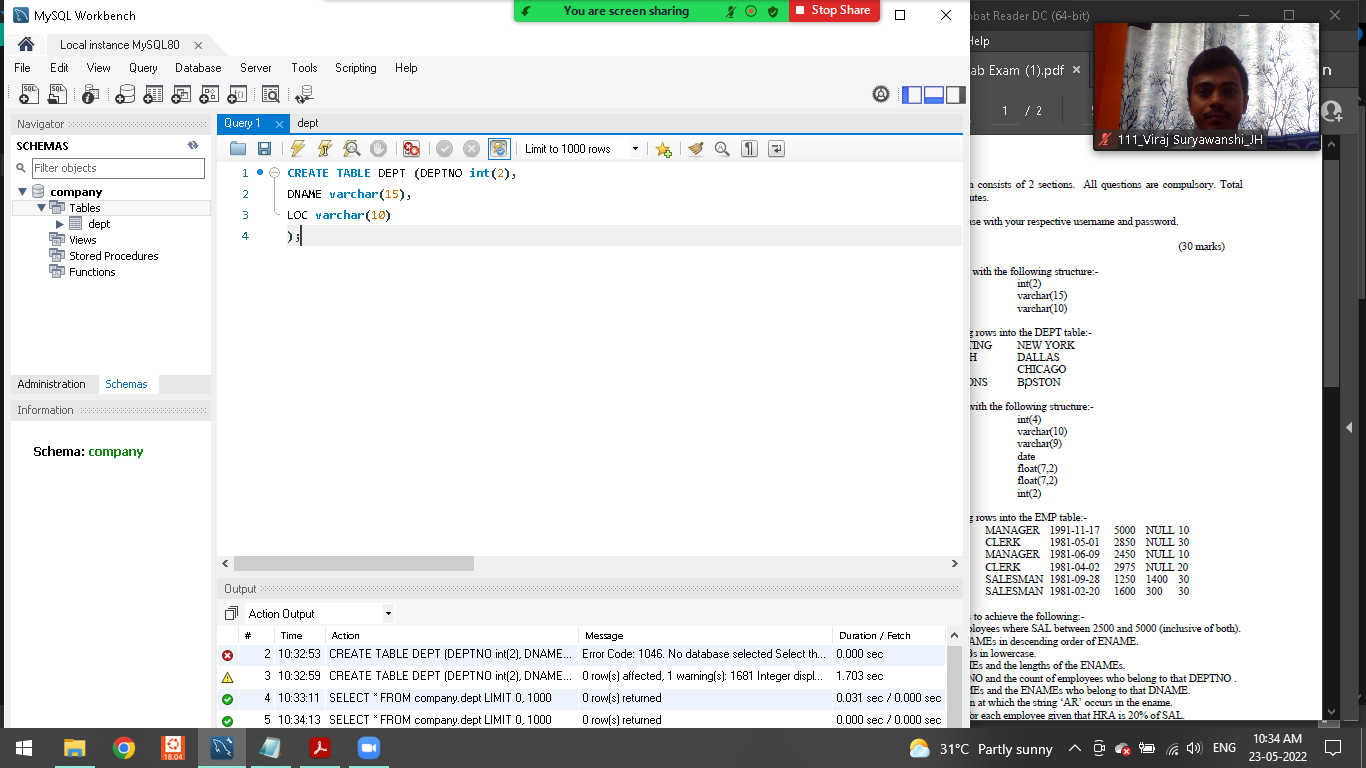 MySQL Workbench
You are screen sharing
Stop Share
obat Reader DC (64-bit)
Local instance MySQL80
Help
File Edit View Query Database Server Tools Scripting Help
ab Exam (1).pdf
n
1 / 2
111_Viraj Suryawanshi_JH
Navigator
SCHEMAS
Filter objects
company
Tables
dept
Views
Stored Procedures
Functions
Administration Schemas
Information
Schema: company
Query 1 dept
Limit to 1000 rows
1 CREATE TABLE DEPT (DEPTNO int(2),
2 DNAME varchar(15),
3 LOC varchar(10)
4 );
n consists of 2 sections. All questions are compulsory. Total
utes.
se with your respective username and password.
(30 marks)
with the following structure:-
int(2)
varchar(15)
varchar(10)
g rows into the DEPT table:-
TING NEW YORK
H DALLAS
CHICAGO
ONS BOSTON
with the following structure:-
int(4)
varchar(10)
varchar(9)
date
float(7,2)
float(7,2)
int(2)
g rows into the EMP table:-
MANAGER 1991-11-17 5000 NULL 10
CLERK 1981-05-01 2850 NULL 30
MANAGER 1981-06-09 2450 NULL 10
CLERK 1981-04-02 2975 NULL 20
SALESMAN 1981-09-28 1250 1400 30
SALESMAN 1981-02-20 1600 300 30
s to achieve the following:-
ployees where SAL between 2500 and 5000 (inclusive of both).
AMEs in descending order of ENAME.
Bs in lowercase.
MEs and the lengths of the ENAMEs.
TNO and the count of employees who belong to that DEPTNO .
MEs and the ENAMEs who belong to that DNAME.
n at which the string ‘AR’ occurs in the ename.
for each employee given that HRA is 20% of SAL.
Output
Action Output
# Time Action Message Duration / Fetch
2 10:32:53 CREATE TABLE DEPT (DEPTNO int(2), DNAME... Error Code: 1046. No database selected Select th... 0.000 sec
3 10:32:59 CREATE TABLE DEPT (DEPTNO int(2), DNAME... 0 row(s) affected, 1 warning(s): 1681 Integer displ... 1.703 sec
4 10:33:11 SELECT * FROM company.dept LIMIT 0, 1000 0 row(s) returned 0.031 sec / 0.000 sec
5 10:34:13 SELECT * FROM company.dept LIMIT 0, 1000 0 row(s) returned 0.000 sec / 0.000 sec
18.04
31°C Partly sunny
ENG
10:34 AM
23-05-2022